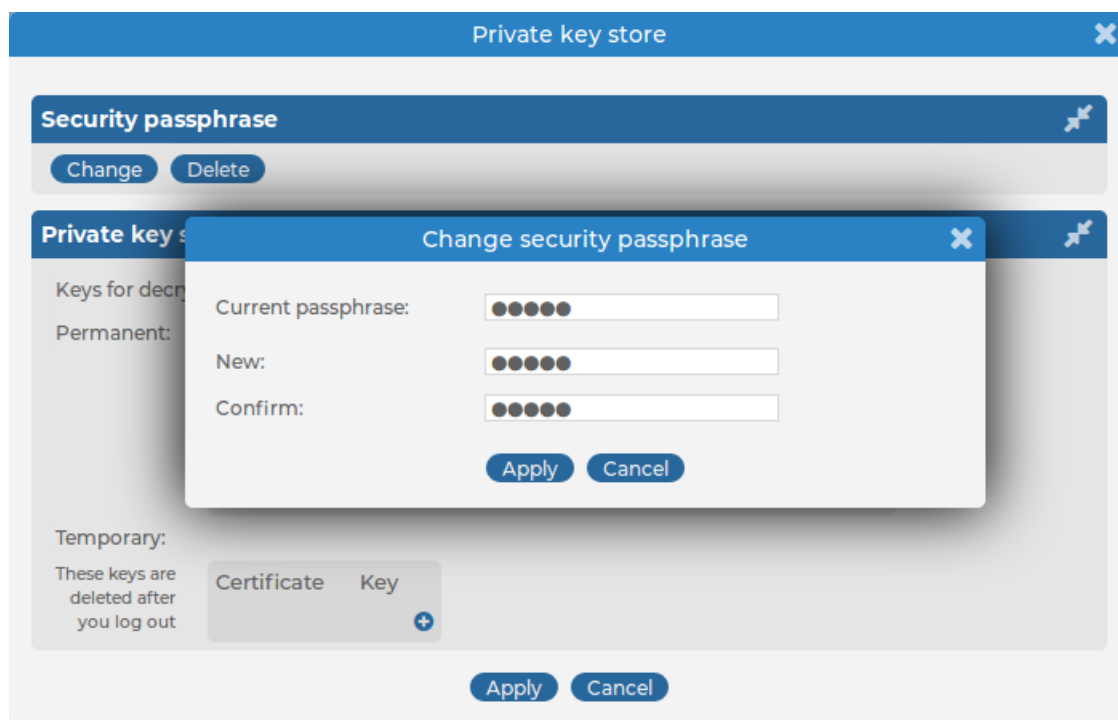 Private key store
Security passphrase
Change Delete
Private key
Change security passphrase
Keys for
Current passphrase:
Permanent:
New:
Confirm:
Apply Cancel
Temporary:
These keys are
deleted after
you log out
Certificate Key
Apply Cancel